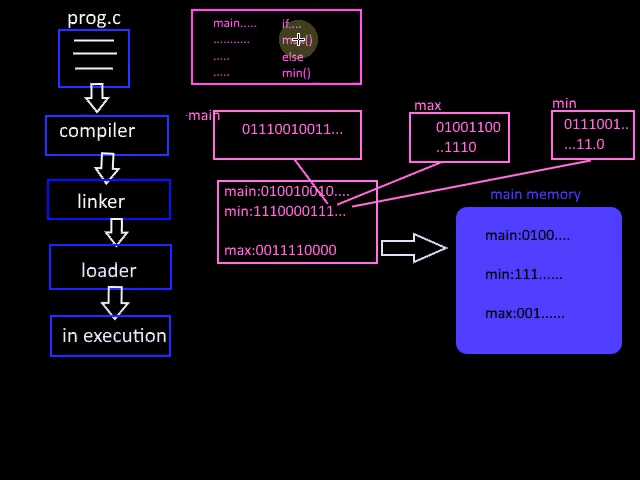 prog.c
compiler
linker
loader
in execution
main..... if....
...........
..... else
..... min()
main
01110010011...
max
01001100
..1110
min
0111001..
...11.0
main:010010010....
min:1110000111...
max:0011110000
main memory
main:0100....
min:111......
max:001......